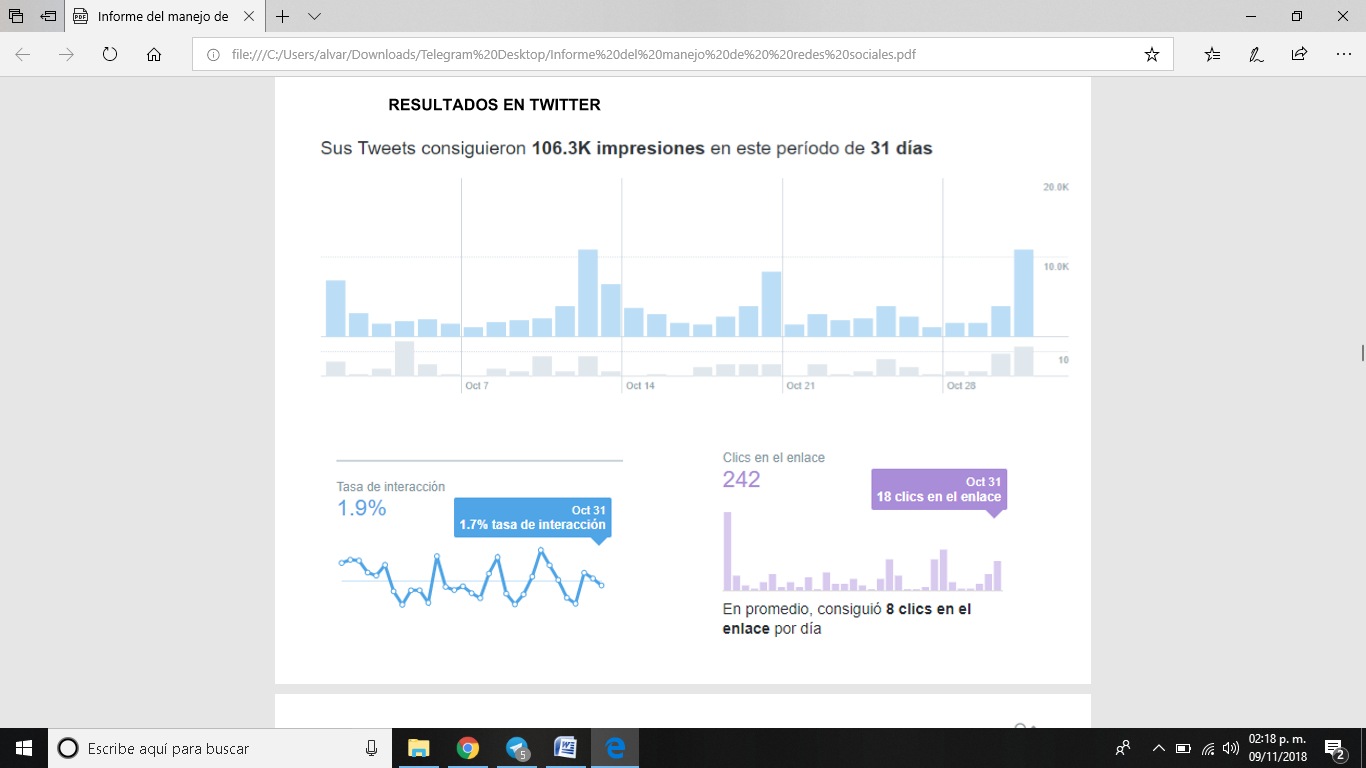 Informe del manejo de
file:///C:/Users/alvar/Downloads/Telegram%20Desktop/Informe%20del%20manejo%20de%20%20redes%20sociales.pdf
RESULTADOS EN TWITTER
Sus Tweets consiguieron 106.3K impresiones en este período de 31 días
20.0K
10.0K
10
Oct 7
Oct 14
Oct 21
Oct 28
Tasa de interacción
1.9%
Oct 31
1.7% tasa de interacción
Clics en el enlace
242
Oct 31
18 clics en el enlace
En promedio, consiguió 8 clics en el
enlace por día
Escribe aquí para buscar
5
02:18 p. m.
09/11/2018
2